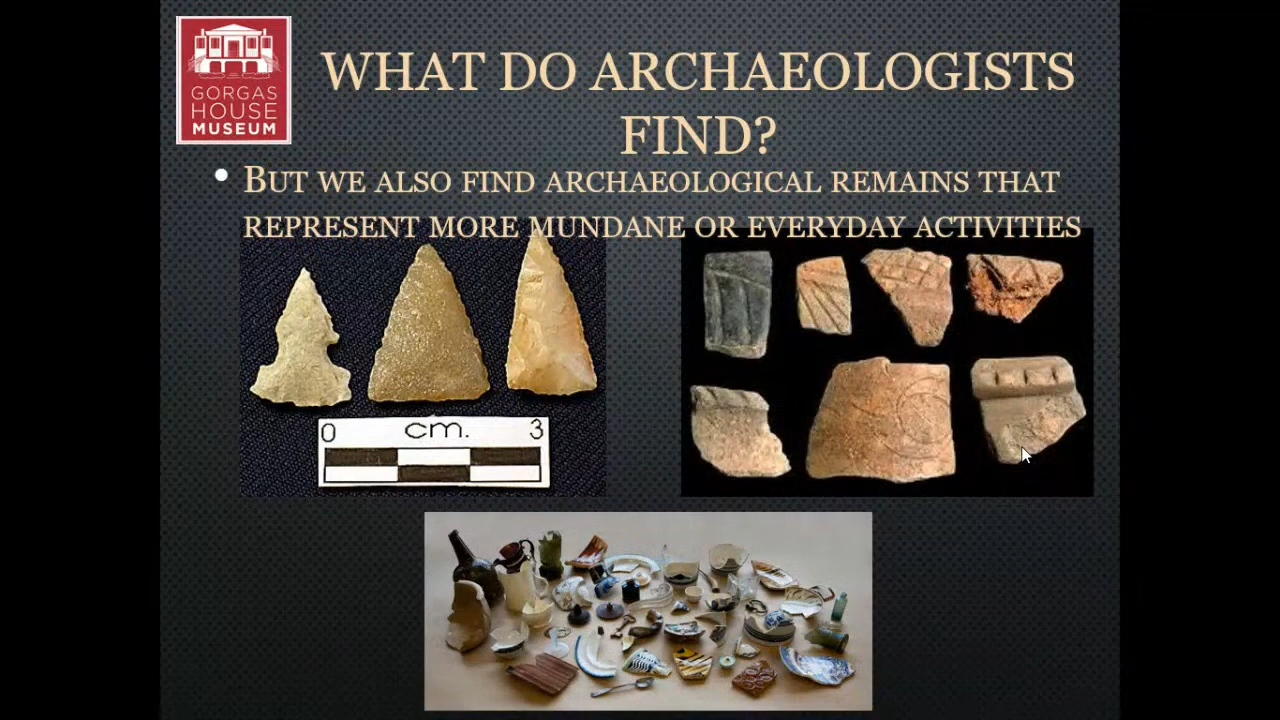 GORGAS
HOUSE
MUSEUM
WHAT DO ARCHAEOLOGISTS
FIND?
• BUT WE ALSO FIND ARCHAEOLOGICAL REMAINS THAT
REPRESENT MORE MUNDANE OR EVERYDAY ACTIVITIES
0 cm. 3